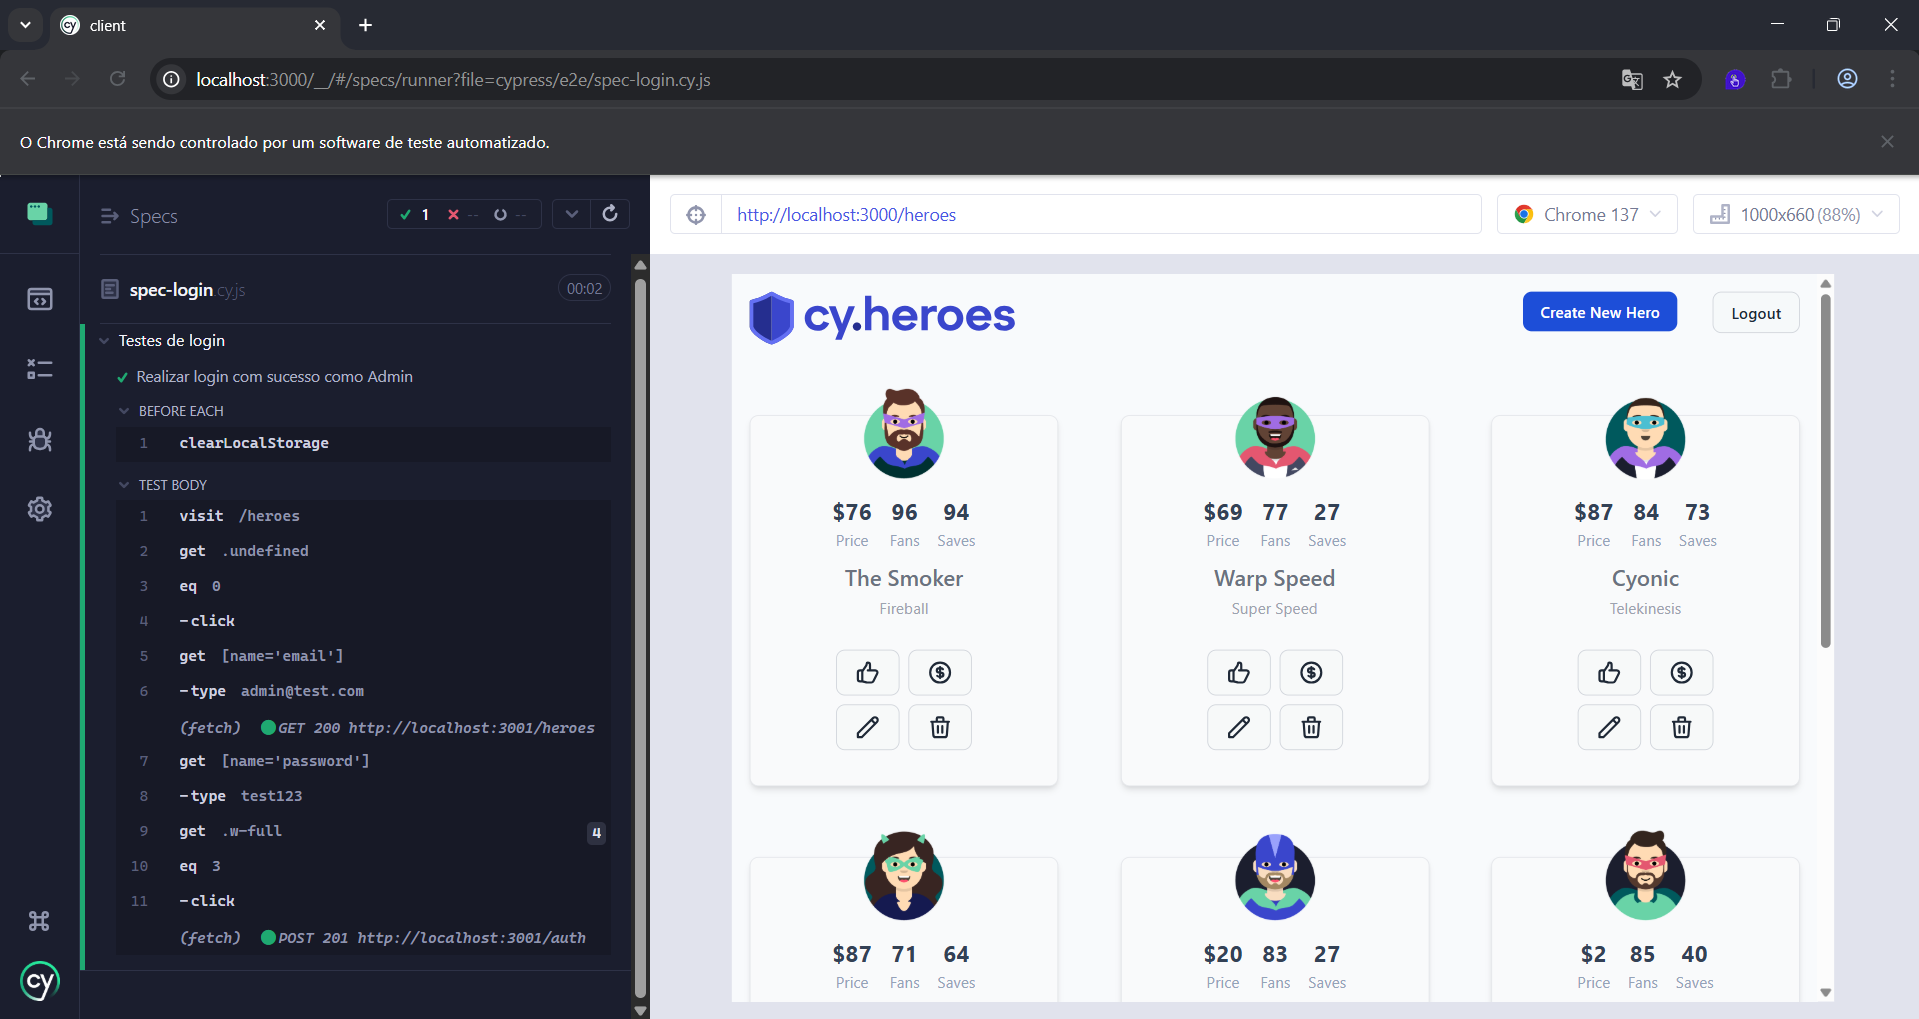 client
localhost:3000/__/#/specs/runner?file=cypress/e2e/spec-login.cy.js
O Chrome está sendo controlado por um software de teste automatizado.
Specs
1 -- --
http://localhost:3000/heroes
Chrome 137
1000x660 (88%)
spec-login.cy.js 00:02
Testes de login
Realizar login com sucesso como Admin
BEFORE EACH
1 clearLocalStorage
TEST BODY
1 visit /heroes
2 get .undefined
3 eq 0
4 -click
5 get [name='email']
6 -type admin@test.com
(fetch) GET 200 http://localhost:3001/heroes
7 get [name='password']
8 -type test123
9 get .w-full 4
10 eq 3
11 -click
(fetch) POST 201 http://localhost:3001/auth
cy
cy.heroes
Create New Hero
Logout
$76 96 94
Price Fans Saves
The Smoker
Fireball
$69 77 27
Price Fans Saves
Warp Speed
Super Speed
$87 84 73
Price Fans Saves
Cyonic
Telekinesis
$87 71 64
Price Fans Saves
$20 83 27
Price Fans Saves
$2 85 40
Price Fans Saves